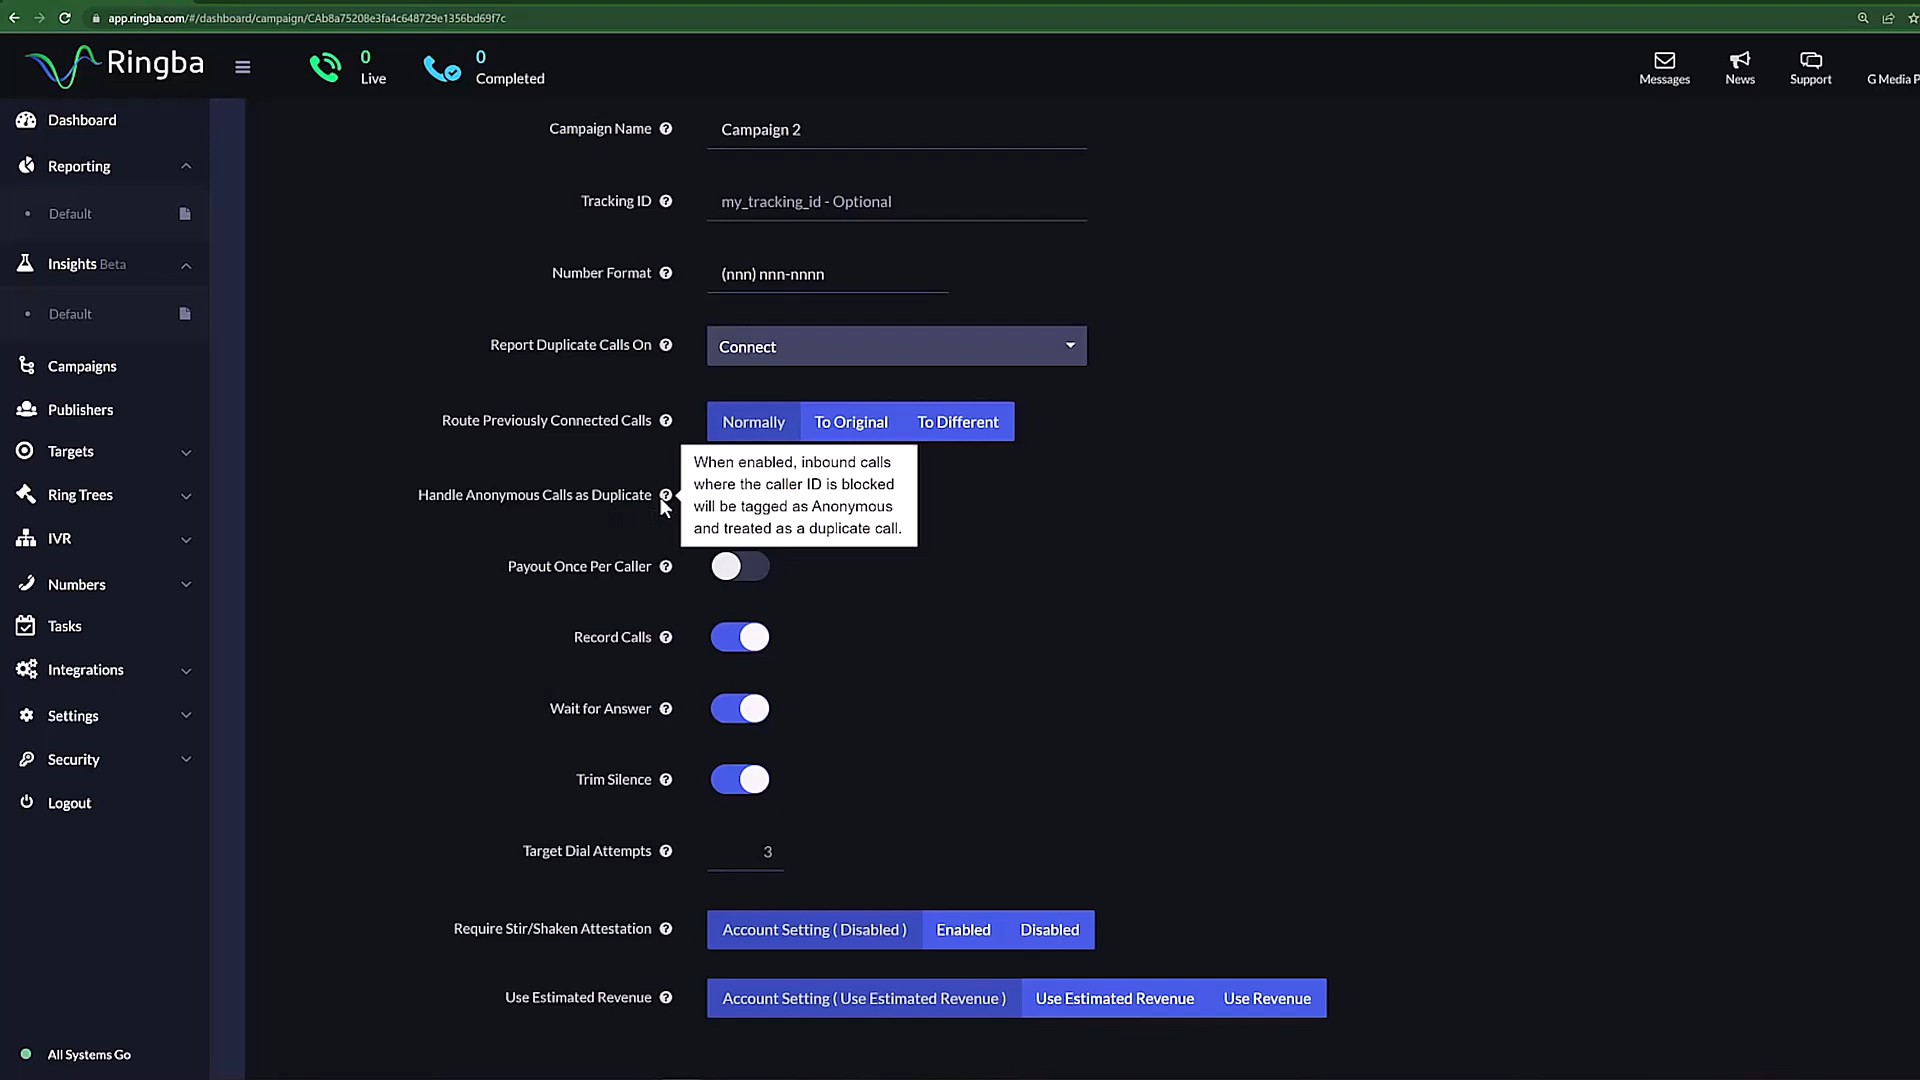 app.ringba.com/#/dashboard/campaign/CAb8a75208e3fa4c648729e1356bd69f7c
Ringba
0
Live
0
Completed
Messages
News
Support
G Media P
Dashboard
Reporting
Default
Insights Beta
Default
Campaigns
Publishers
Targets
Ring Trees
IVR
Numbers
Tasks
Integrations
Settings
Security
Logout
All Systems Go
Campaign Name
Campaign 2
Tracking ID
my_tracking_id - Optional
Number Format
(nnn) nnn-nnnn
Report Duplicate Calls On
Connect
Route Previously Connected Calls
Normally To Original To Different
Handle Anonymous Calls as Duplicate
When enabled, inbound calls
where the caller ID is blocked
will be tagged as Anonymous
and treated as a duplicate call.
Payout Once Per Caller
Record Calls
Wait for Answer
Trim Silence
Target Dial Attempts
3
Require Stir/Shaken Attestation
Account Setting ( Disabled ) Enabled Disabled
Use Estimated Revenue
Account Setting ( Use Estimated Revenue ) Use Estimated Revenue Use Revenue